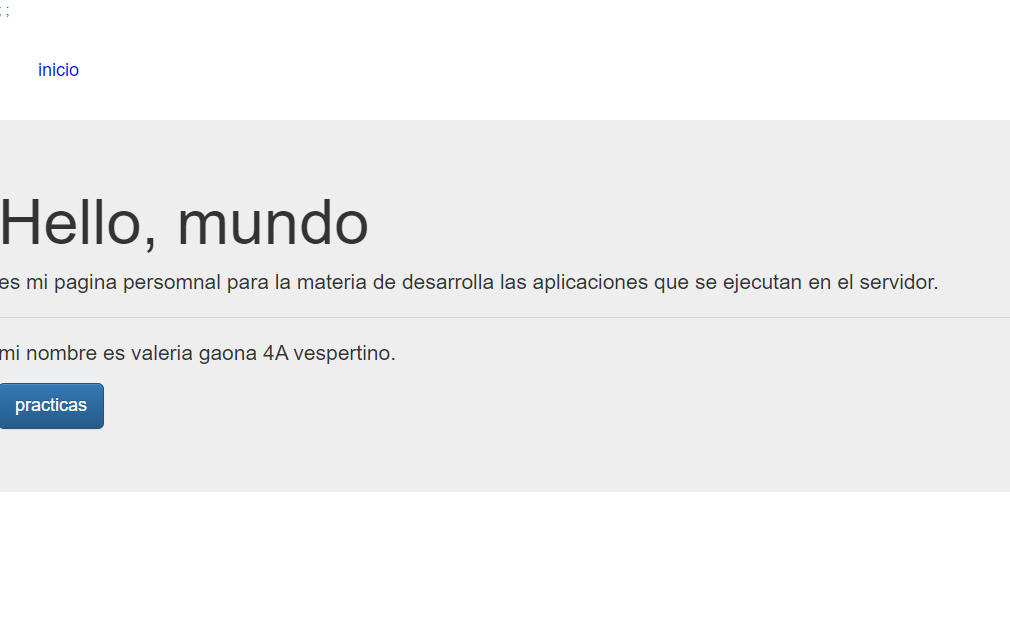 ; ;
inicio
Hello, mundo
es mi pagina persomnal para la materia de desarrolla las aplicaciones que se ejecutan en el servidor.
mi nombre es valeria gaona 4A vespertino.
practicas